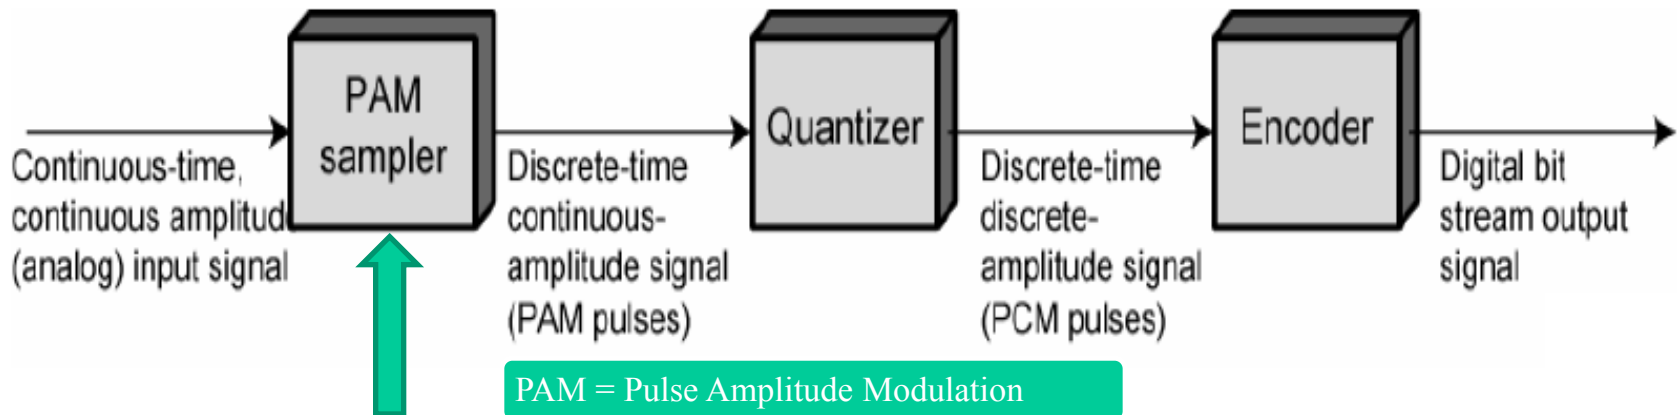 PAM
sampler
Quantizer
Encoder
Continuous-time,
continuous amplitude
(analog) input signal
Discrete-time
continuous-
amplitude signal
(PAM pulses)
Discrete-time
discrete-
amplitude signal
(PCM pulses)
Digital bit
stream output
signal
PAM = Pulse Amplitude Modulation